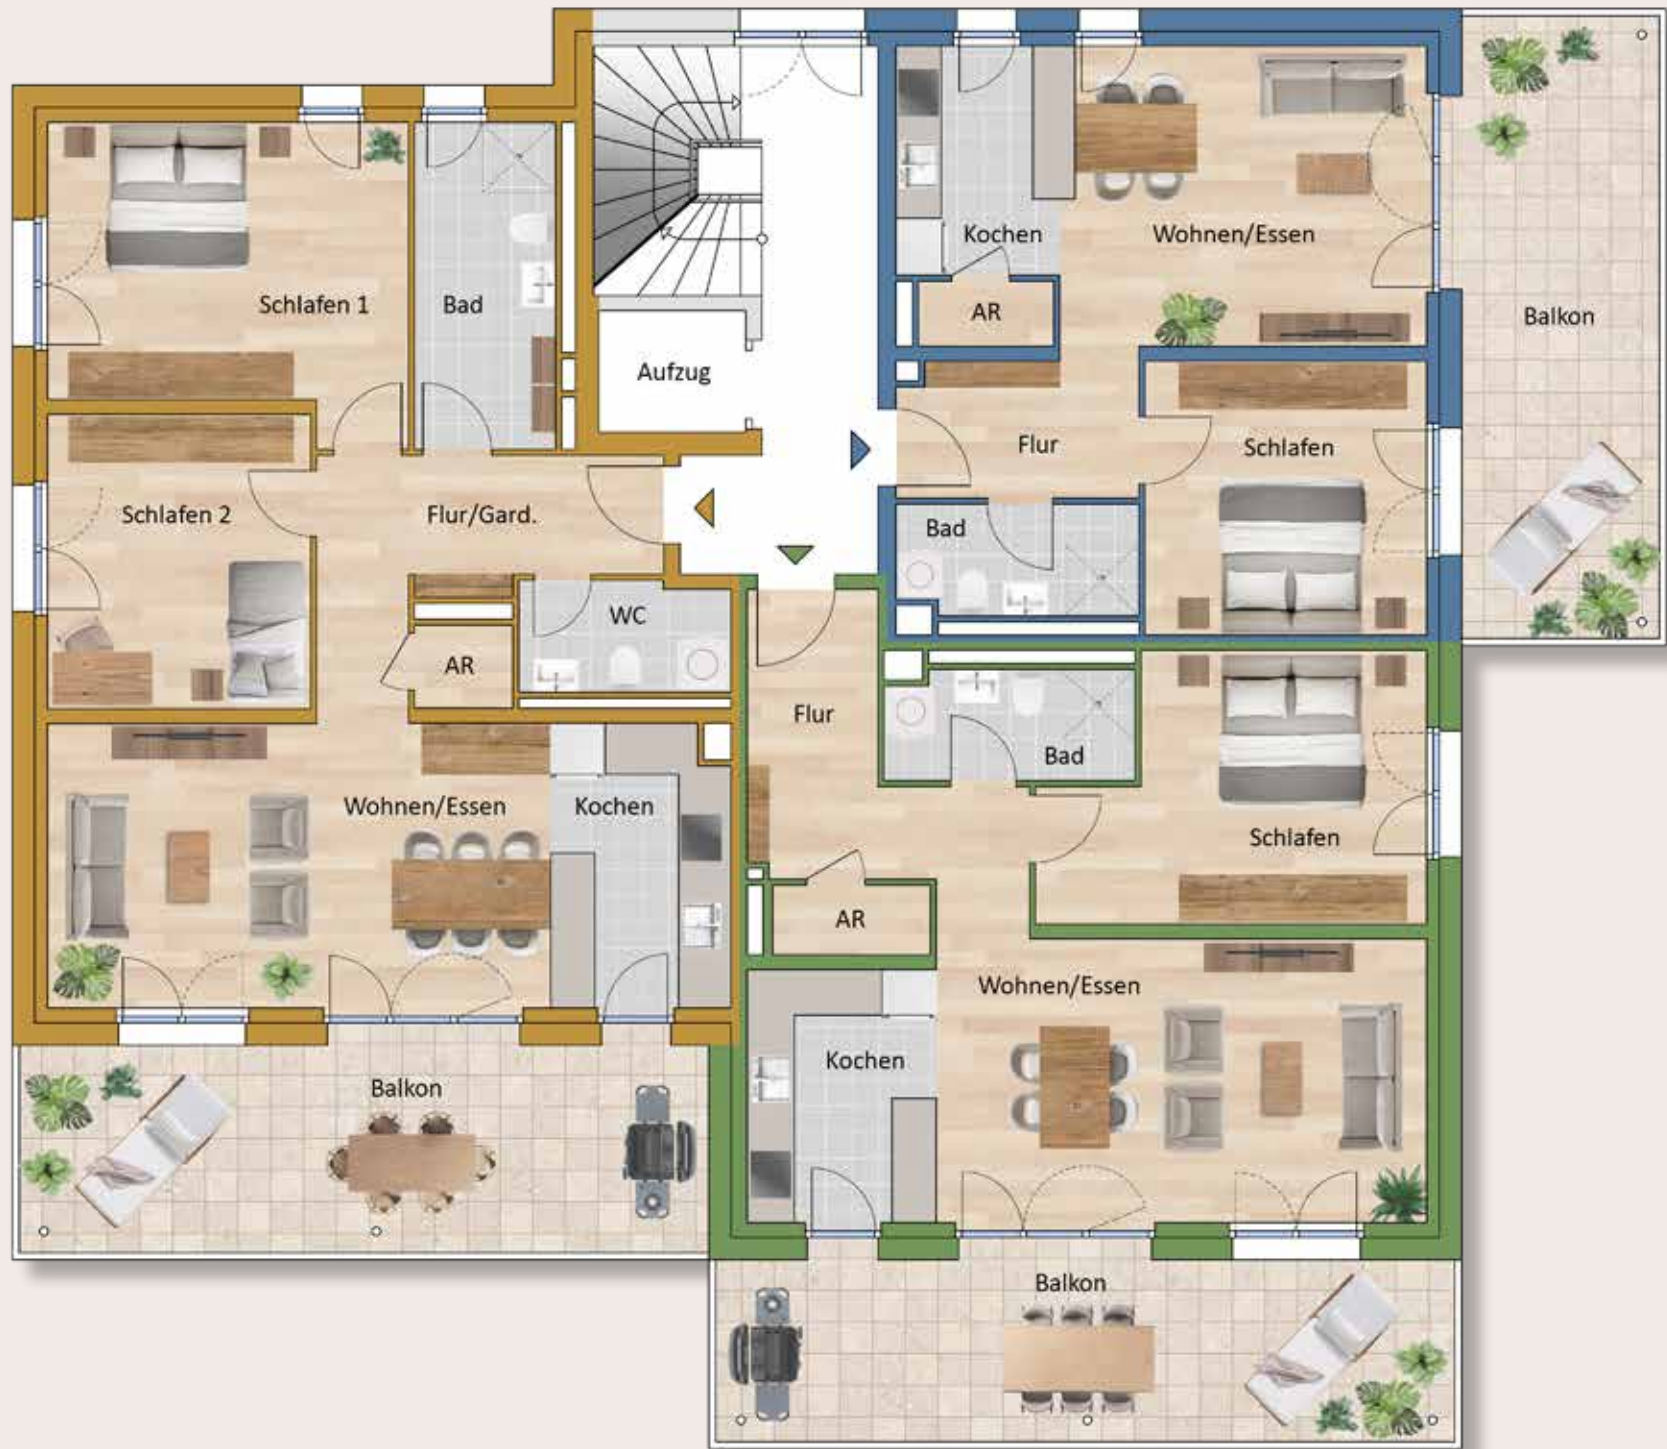 Kochen
Wohnen/Essen
Schlafen 1
Bad
AR
Balkon
Aufzug
Flur
Schlafen
Schlafen 2
Flur/Gard.
Bad
WC
AR
Flur
Bad
Wohnen/Essen
Kochen
Schlafen
AR
Wohnen/Essen
Kochen
Balkon
Balkon